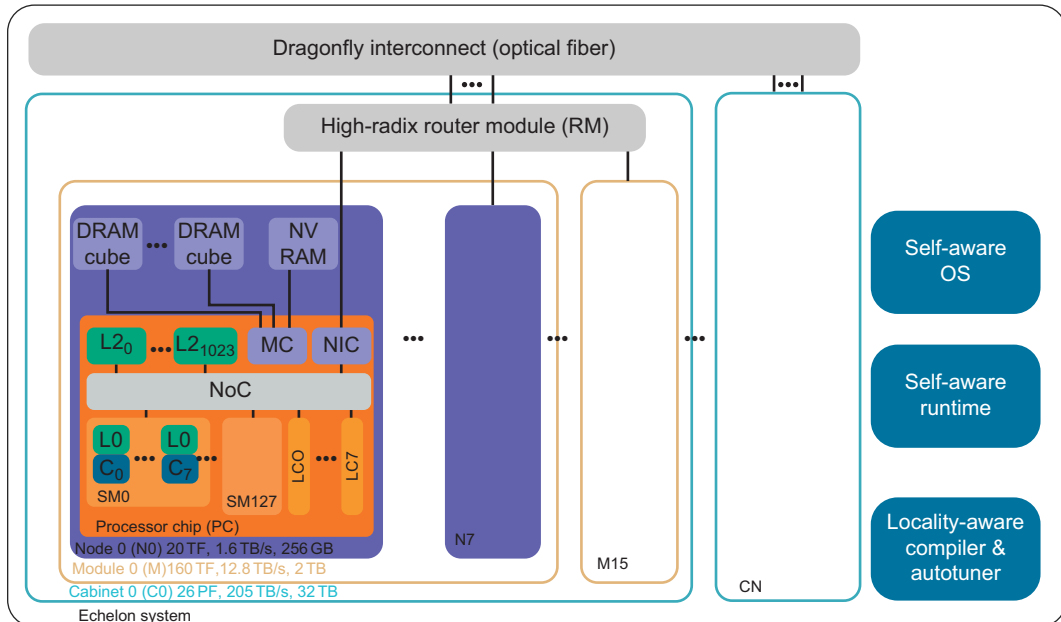 Dragonfly interconnect (optical fiber)
•••
•••
High-radix router module (RM)
DRAM
cube
•••
DRAM
cube
NV
RAM
L2₀
•••
L2₁₀₂₃
MC
NIC
•••
•••
•••
NoC
L0
C₀
•••
L0
C₇
•••
SM0
SM127
LCO
•••
LC7
Processor chip (PC)
Node 0 (N0) 20 TF, 1.6 TB/s, 256 GB
N7
Module 0 (M)160 TF,12.8 TB/s, 2 TB
M15
Cabinet 0 (C0) 26 PF, 205 TB/s, 32 TB
CN
Echelon system
Self-aware
OS
Self-aware
runtime
Locality-aware
compiler &
autotuner